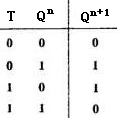 T Qⁿ Qⁿ⁺¹
0 0 0
0 1 1
1 0 1
1 1 0